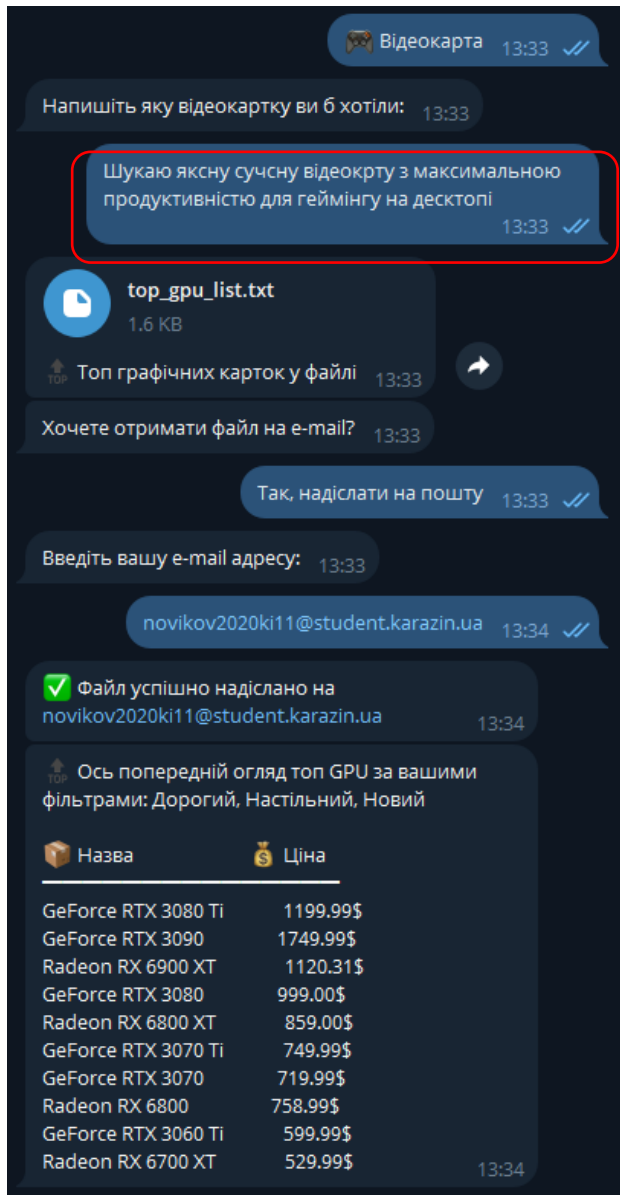 🎮 Відеокарта 13:33
Напишіть яку відеокартку ви б хотіли: 13:33
Шукаю яксну сучсну відеокрту з максимальною
продуктивністю для геймінгу на десктопі
13:33
top_gpu_list.txt
1.6 KB
🔝 Топ графічних карток у файлі 13:33
Хочете отримати файл на e-mail? 13:33
Так, надіслати на пошту 13:33
Введіть вашу e-mail адресу: 13:33
novikov2020ki11@student.karazin.ua 13:34
✅ Файл успішно надіслано на
novikov2020ki11@student.karazin.ua 13:34
🔝 Ось попередній огляд топ GPU за вашими
фільтрами: Дорогий, Настільний, Новий
📦 Назва 💰 Ціна
GeForce RTX 3080 Ti 1199.99$
GeForce RTX 3090 1749.99$
Radeon RX 6900 XT 1120.31$
GeForce RTX 3080 999.00$
Radeon RX 6800 XT 859.00$
GeForce RTX 3070 Ti 749.99$
GeForce RTX 3070 719.99$
Radeon RX 6800 758.99$
GeForce RTX 3060 Ti 599.99$
Radeon RX 6700 XT 529.99$
13:34